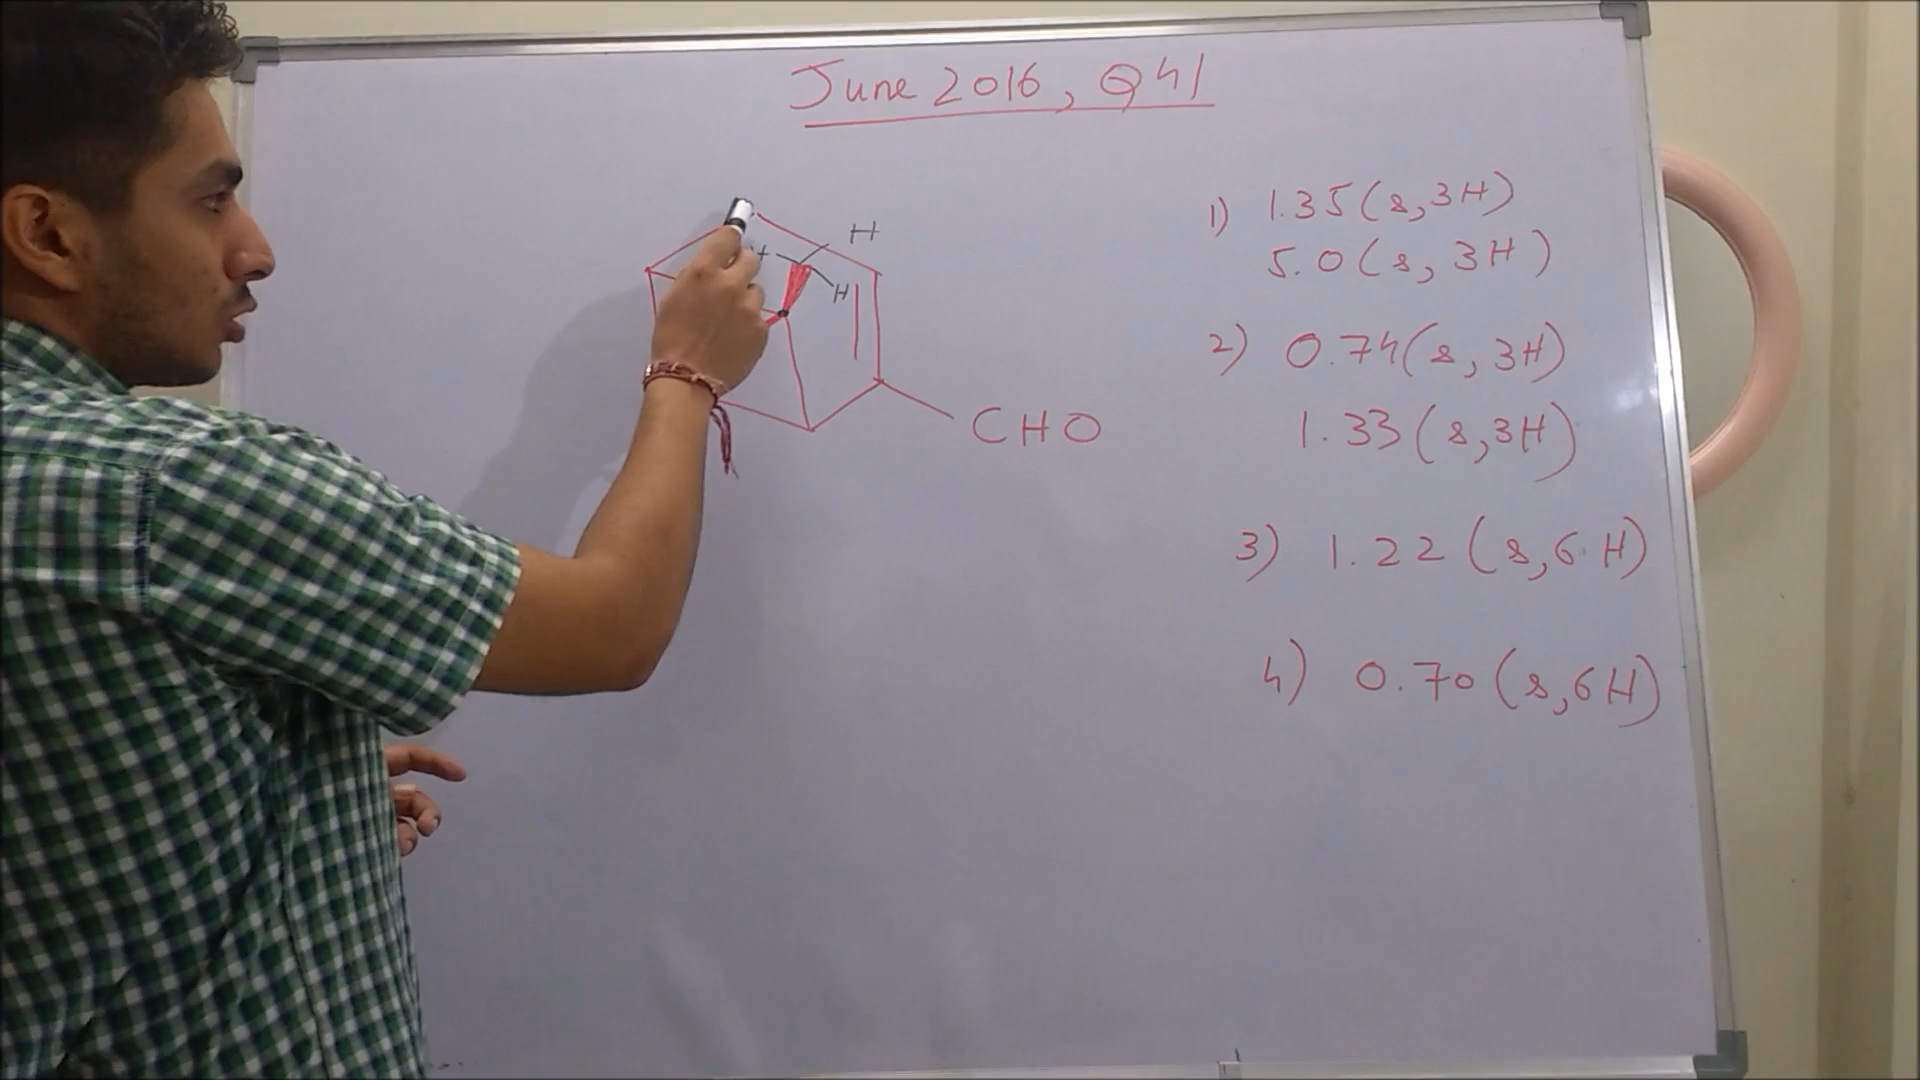 June 2016, Q41
1) 1.35(s, 3H)
5.0(s, 3H)
2) 0.74(s, 3H)
1.33(s, 3H)
3) 1.22(s, 6H)
4) 0.70(s, 6H)
H
H
CHO